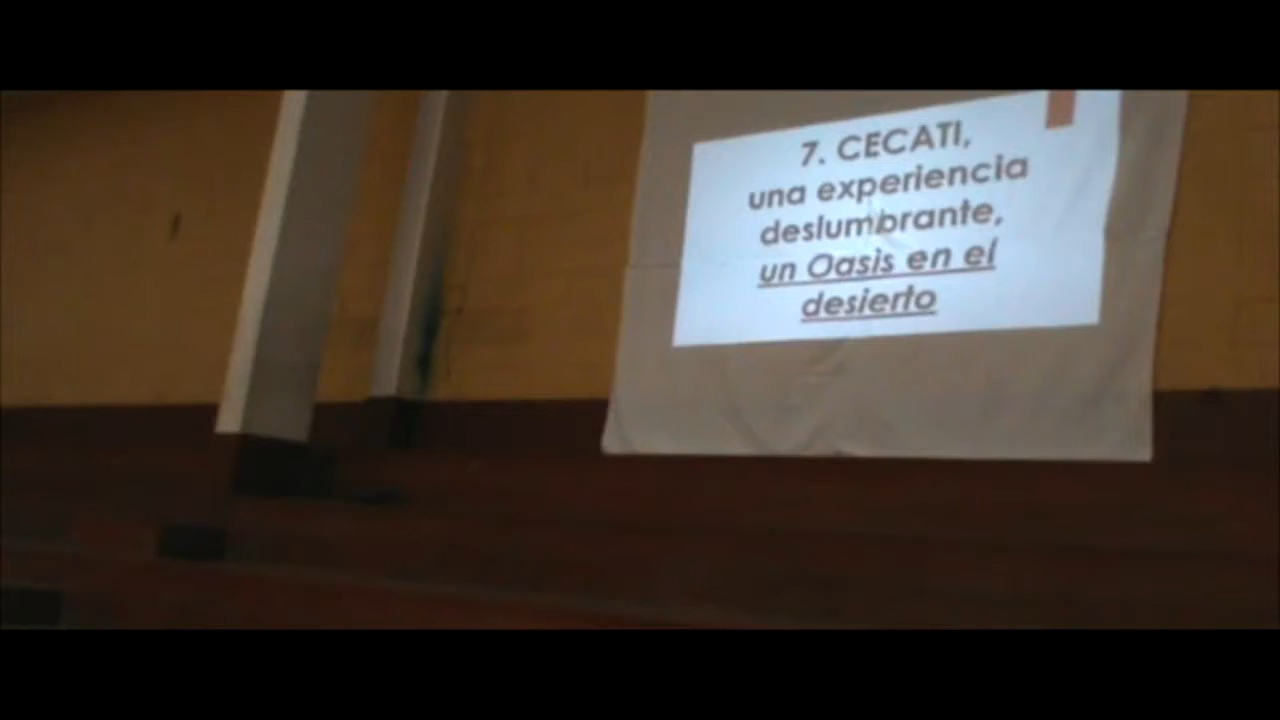 7. CECATI,
una experiencia
deslumbrante,
un Oasis en el
desierto